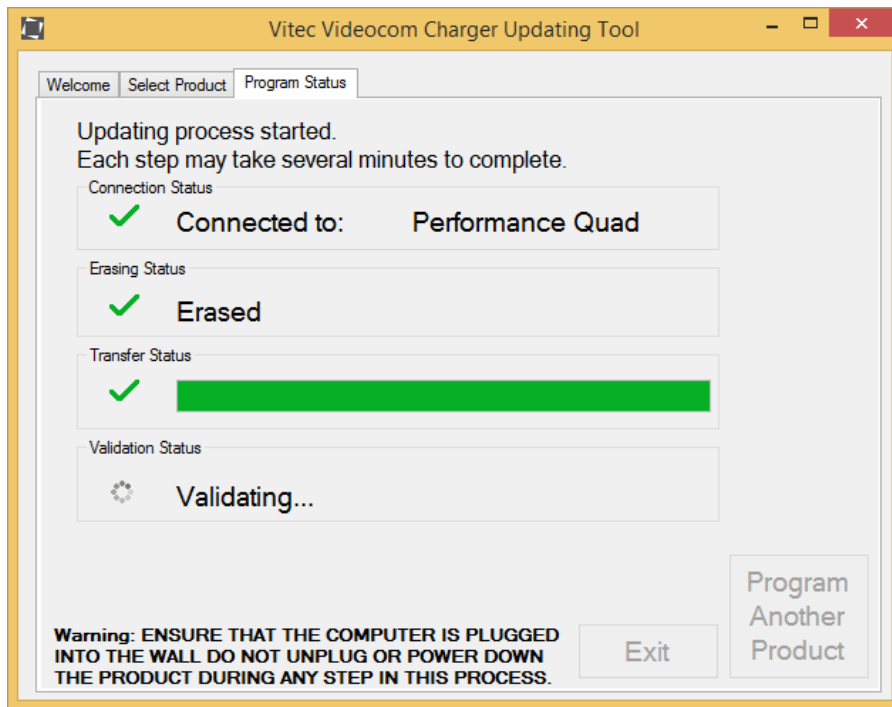 Vitec Videocom Charger Updating Tool
Welcome Select Product Program Status
Updating process started.
Each step may take several minutes to complete.
Connection Status
Connected to: Performance Quad
Erasing Status
Erased
Transfer Status
Validation Status
Validating...
Warning: ENSURE THAT THE COMPUTER IS PLUGGED
INTO THE WALL DO NOT UNPLUG OR POWER DOWN
THE PRODUCT DURING ANY STEP IN THIS PROCESS.
Exit
Program
Another
Product